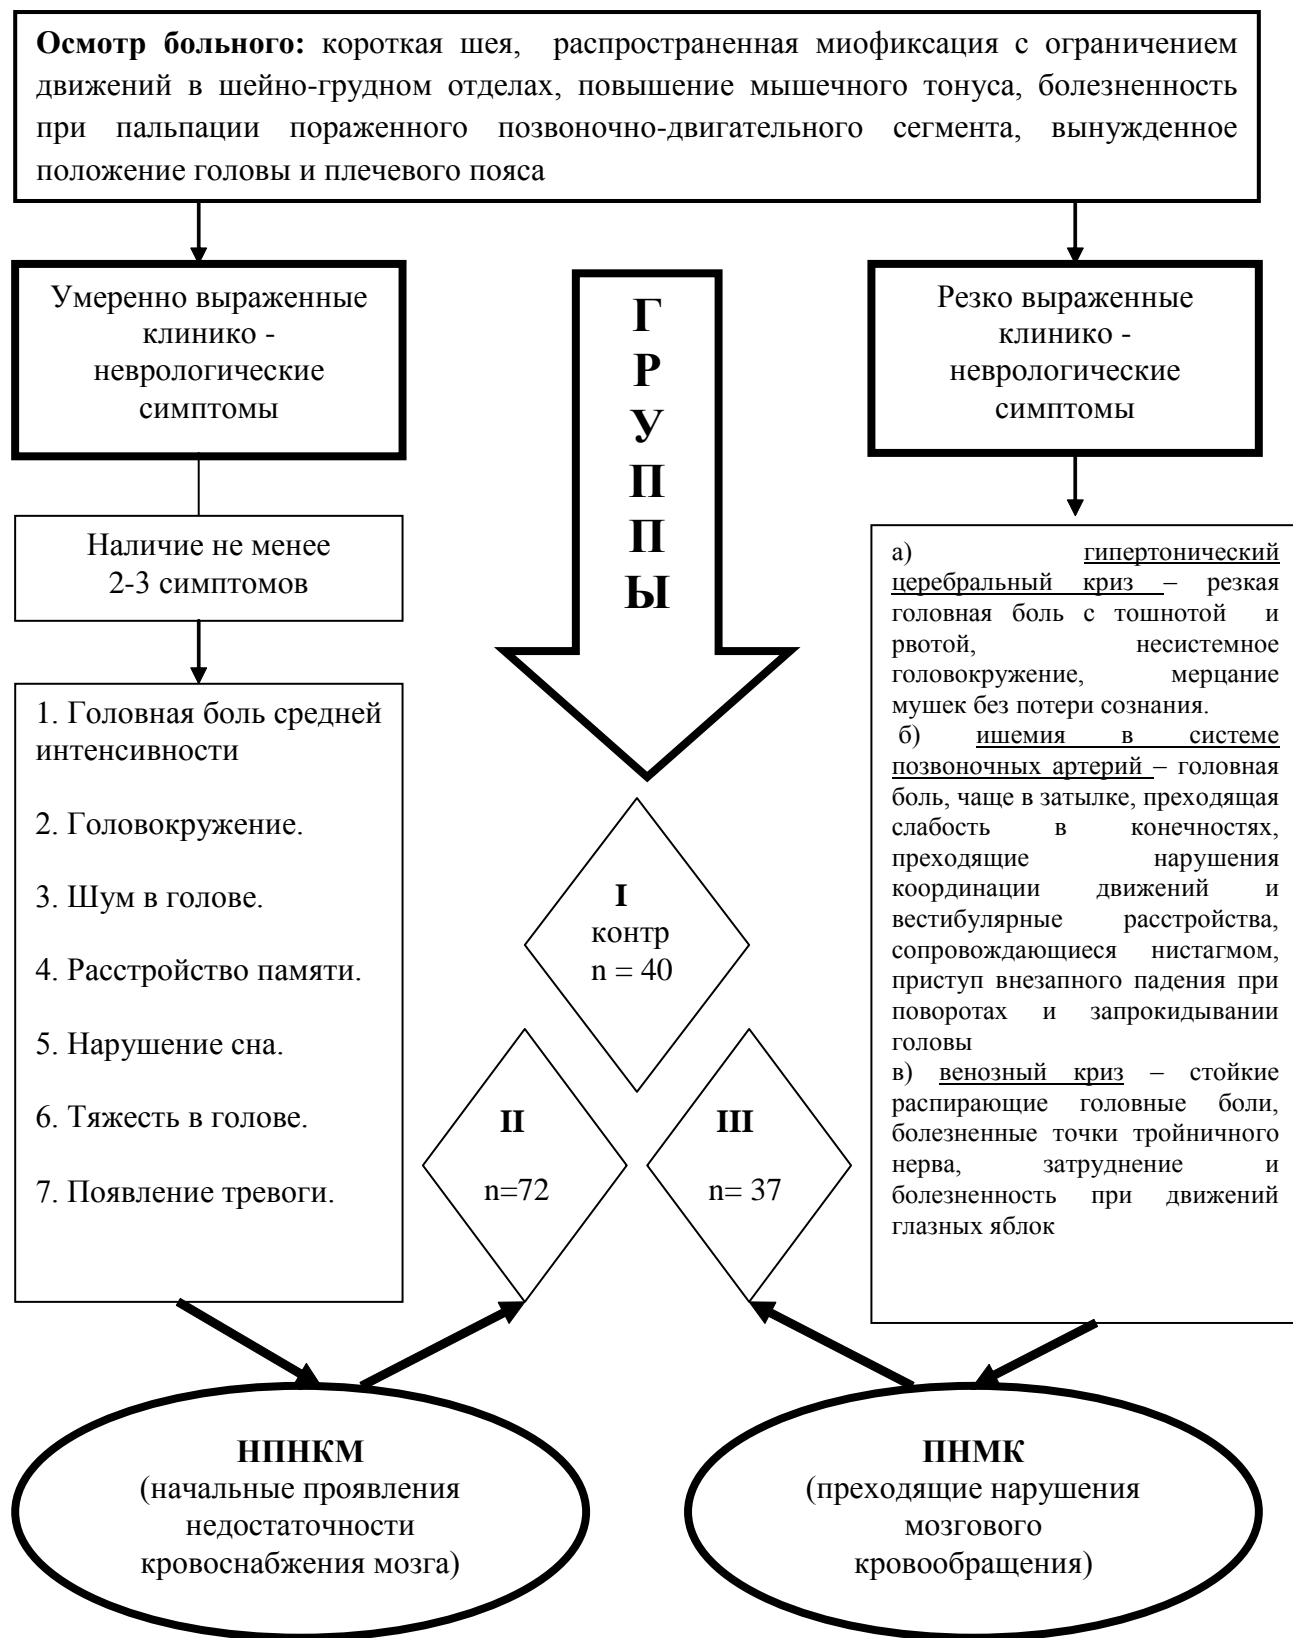 Осмотр больного: короткая шея, распространенная миофиксация с ограничением
движений в шейно-грудном отделах, повышение мышечного тонуса, болезненность
при пальпации пораженного позвоночно-двигательного сегмента, вынужденное
положение головы и плечевого пояса
Умеренно выраженные
клинико -
неврологические
симптомы
Г
Р
У
П
П
Ы
Резко выраженные
клинико -
неврологические
симптомы
Наличие не менее
2-3 симптомов
1. Головная боль средней
интенсивности
2. Головокружение.
3. Шум в голове.
4. Расстройство памяти.
5. Нарушение сна.
6. Тяжесть в голове.
7. Появление тревоги.
а) гипертонический
церебральный криз – резкая
головная боль с тошнотой и
рвотой, несистемное
головокружение, мерцание
мушек без потери сознания.
б) ишемия в системе
позвоночных артерий – головная
боль, чаще в затылке, преходящая
слабость в конечностях,
преходящие нарушения
координации движений и
вестибулярные расстройства,
сопровождающиеся нистагмом,
приступ внезапного падения при
поворотах и запрокидывании
головы
в) венозный криз – стойкие
распирающие головные боли,
болезненные точки тройничного
нерва, затруднение и
болезненность при движений
глазных яблок
I
контр
n = 40
II
n=72
III
n= 37
НПНКМ
(начальные проявления
недостаточности
кровоснабжения мозга)
ПНМК
(преходящие нарушения
мозгового
кровообращения)